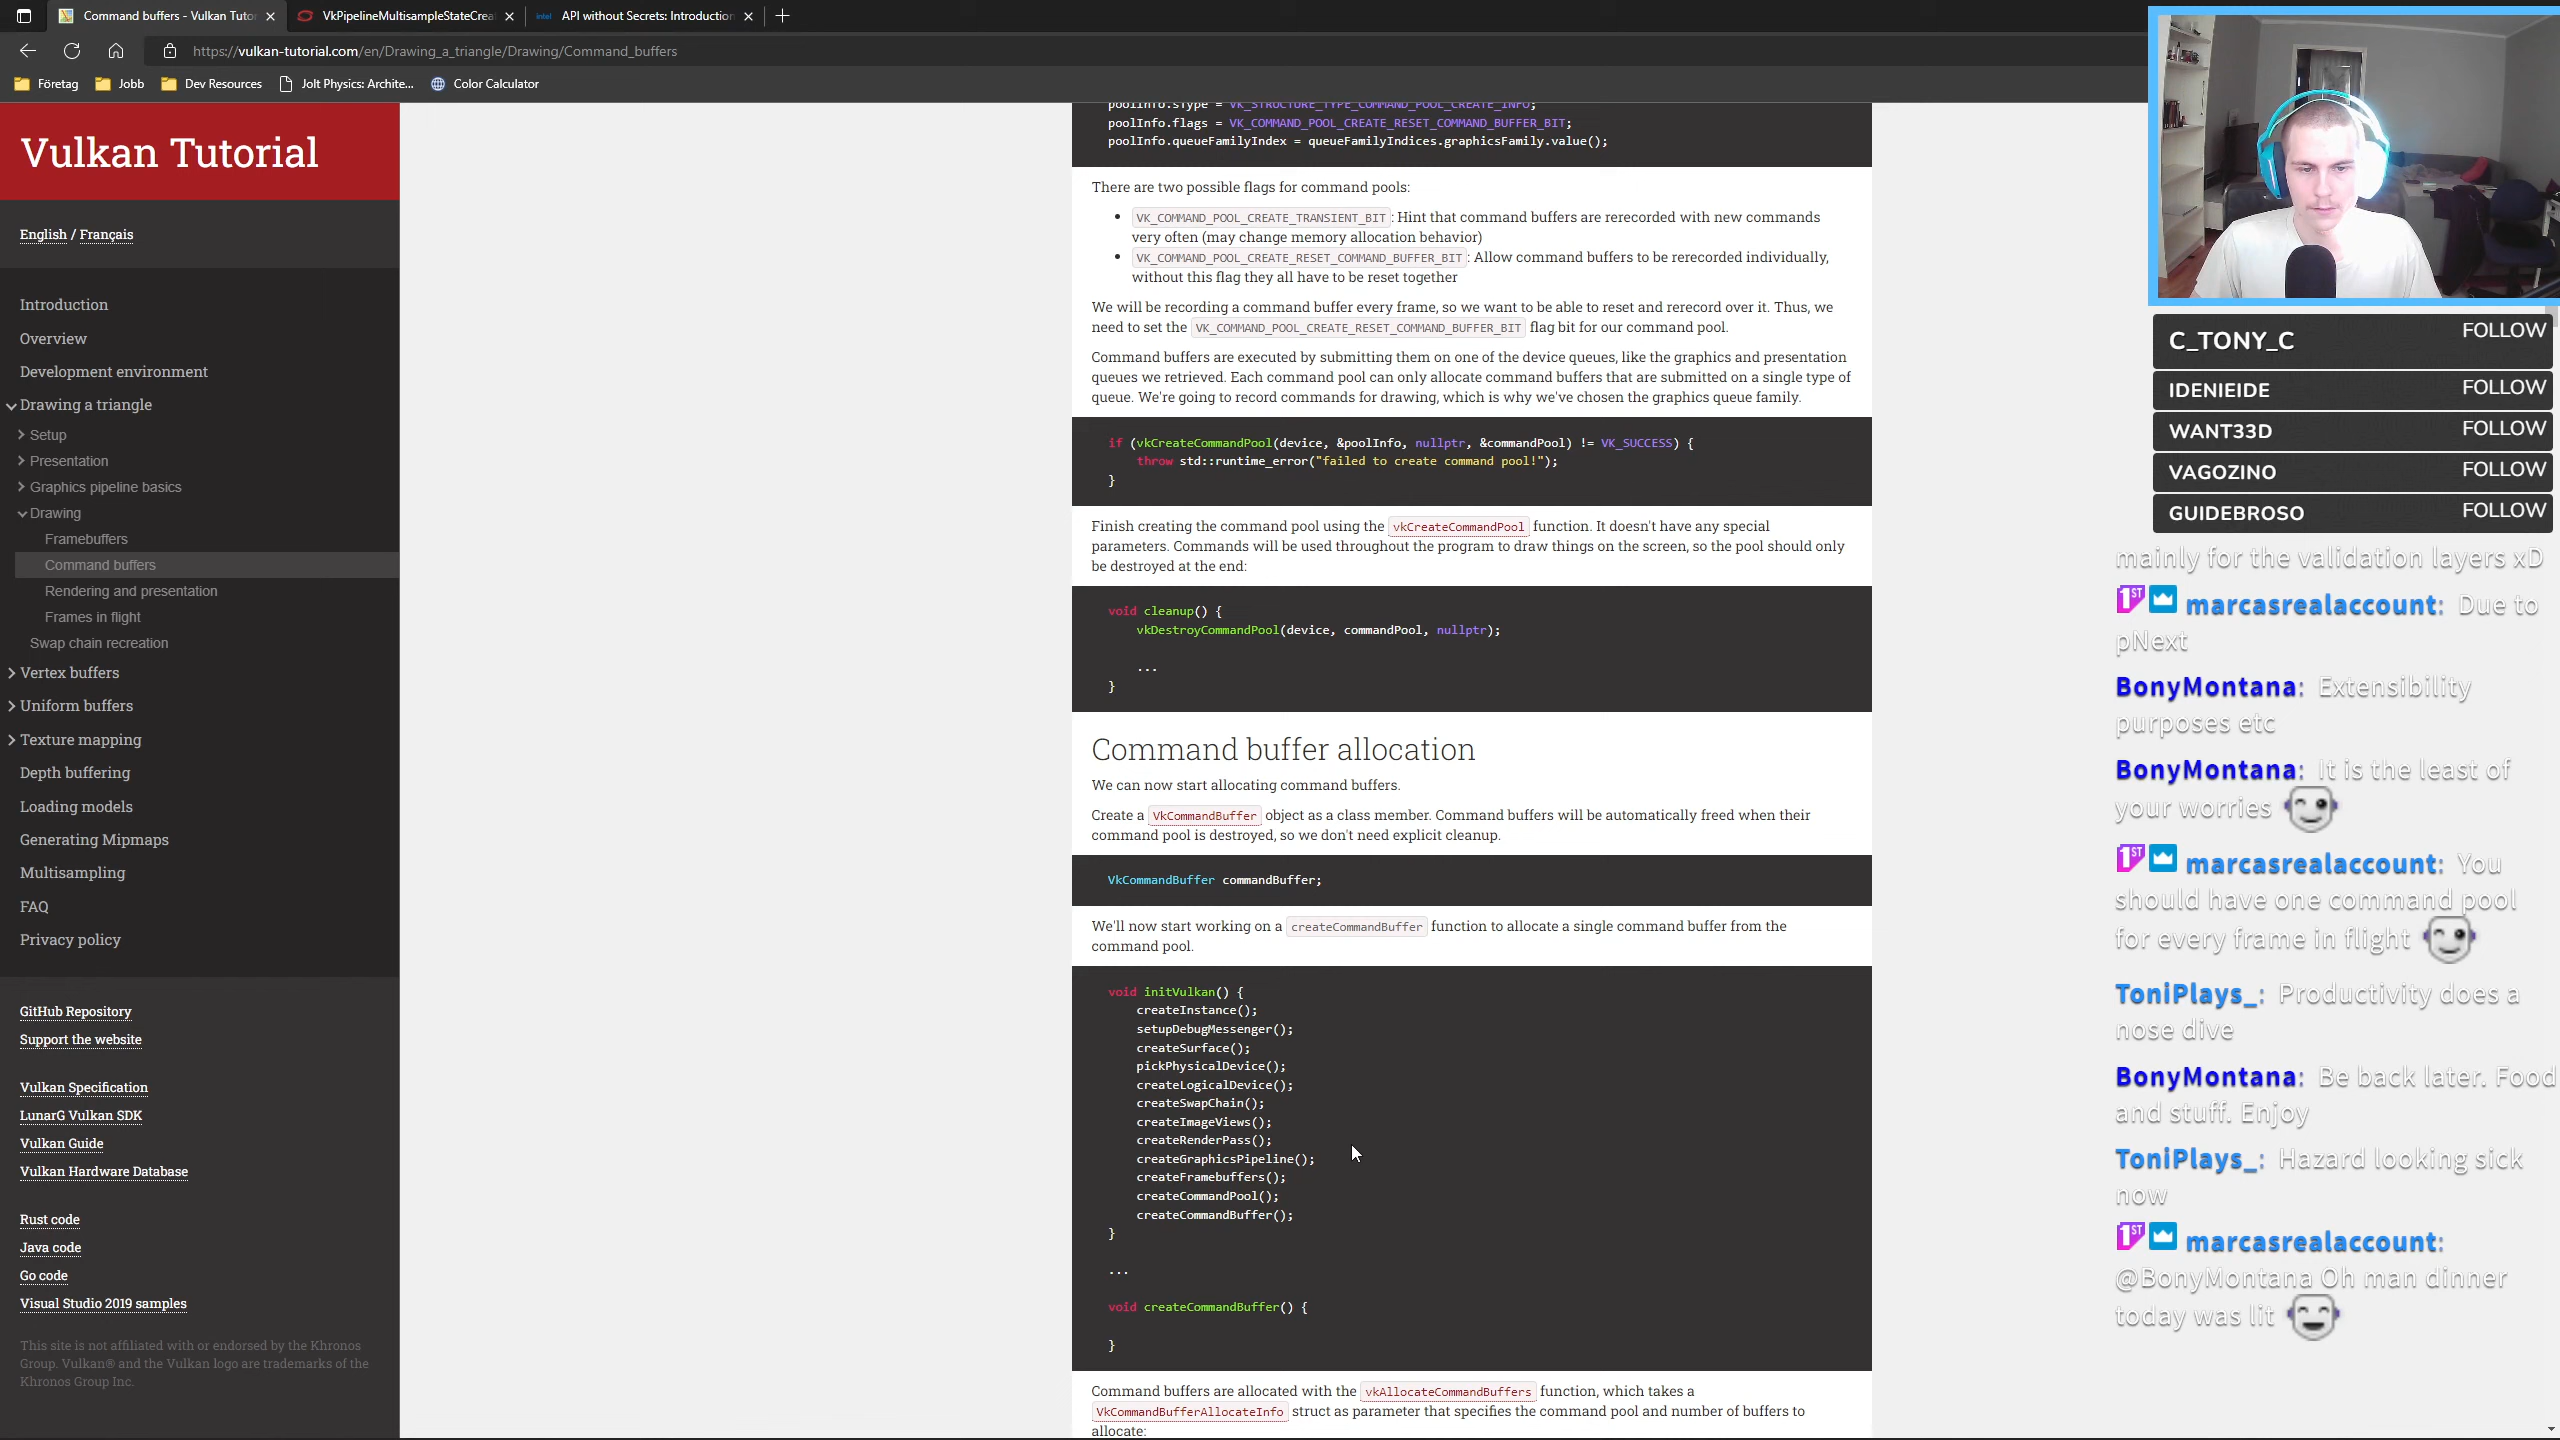 Command buffers - Vulkan Tutor
VkPipelineMultisampleStateCrea
intel API without Secrets: Introduction
https://vulkan-tutorial.com/en/Drawing_a_triangle/Drawing/Command_buffers
Företag
Jobb
Dev Resources
Jolt Physics: Archite...
Color Calculator
Vulkan Tutorial
English / Français
Introduction
Overview
Development environment
Drawing a triangle
Setup
Presentation
Graphics pipeline basics
Drawing
Framebuffers
Command buffers
Rendering and presentation
Frames in flight
Swap chain recreation
Vertex buffers
Uniform buffers
Texture mapping
Depth buffering
Loading models
Generating Mipmaps
Multisampling
FAQ
Privacy policy
GitHub Repository
Support the website
Vulkan Specification
LunarG Vulkan SDK
Vulkan Guide
Vulkan Hardware Database
Rust code
Java code
Go code
Visual Studio 2019 samples
This site is not affiliated with or endorsed by the Khronos
Group. Vulkan® and the Vulkan logo are trademarks of the
Khronos Group Inc.
poolInfo.sType = VK_STRUCTURE_TYPE_COMMAND_POOL_CREATE_INFO;
poolInfo.flags = VK_COMMAND_POOL_CREATE_RESET_COMMAND_BUFFER_BIT;
poolInfo.queueFamilyIndex = queueFamilyIndices.graphicsFamily.value();
There are two possible flags for command pools:
• VK_COMMAND_POOL_CREATE_TRANSIENT_BIT: Hint that command buffers are rerecorded with new commands
very often (may change memory allocation behavior)
• VK_COMMAND_POOL_CREATE_RESET_COMMAND_BUFFER_BIT: Allow command buffers to be rerecorded individually,
without this flag they all have to be reset together
We will be recording a command buffer every frame, so we want to be able to reset and rerecord over it. Thus, we
need to set the VK_COMMAND_POOL_CREATE_RESET_COMMAND_BUFFER_BIT flag bit for our command pool.
Command buffers are executed by submitting them on one of the device queues, like the graphics and presentation
queues we retrieved. Each command pool can only allocate command buffers that are submitted on a single type of
queue. We're going to record commands for drawing, which is why we've chosen the graphics queue family.
if (vkCreateCommandPool(device, &poolInfo, nullptr, &commandPool) != VK_SUCCESS) {
throw std::runtime_error("failed to create command pool!");
}
Finish creating the command pool using the vkCreateCommandPool function. It doesn't have any special
parameters. Commands will be used throughout the program to draw things on the screen, so the pool should only
be destroyed at the end:
void cleanup() {
vkDestroyCommandPool(device, commandPool, nullptr);
...
}
Command buffer allocation
We can now start allocating command buffers.
Create a VkCommandBuffer object as a class member. Command buffers will be automatically freed when their
command pool is destroyed, so we don't need explicit cleanup.
VkCommandBuffer commandBuffer;
We'll now start working on a createCommandBuffer function to allocate a single command buffer from the
command pool.
void initVulkan() {
createInstance();
setupDebugMessenger();
createSurface();
pickPhysicalDevice();
createLogicalDevice();
createSwapChain();
createImageViews();
createRenderPass();
createGraphicsPipeline();
createFramebuffers();
createCommandPool();
createCommandBuffer();
}
...
void createCommandBuffer() {
}
Command buffers are allocated with the vkAllocateCommandBuffers function, which takes a
VkCommandBufferAllocateInfo struct as parameter that specifies the command pool and number of buffers to
allocate:
C_TONY_C FOLLOW
IDENIEIDE FOLLOW
WANT33D FOLLOW
VAGOZINO FOLLOW
GUIDEBROSO FOLLOW
mainly for the validation layers xD
1ST marcasrealaccount: Due to
pNext
BonyMontana: Extensibility
purposes etc
BonyMontana: It is the least of
your worries
1ST marcasrealaccount: You
should have one command pool
for every frame in flight
ToniPlays_: Productivity does a
nose dive
BonyMontana: Be back later. Food
and stuff. Enjoy
ToniPlays_: Hazard looking sick
now
1ST marcasrealaccount:
@BonyMontana Oh man dinner
today was lit